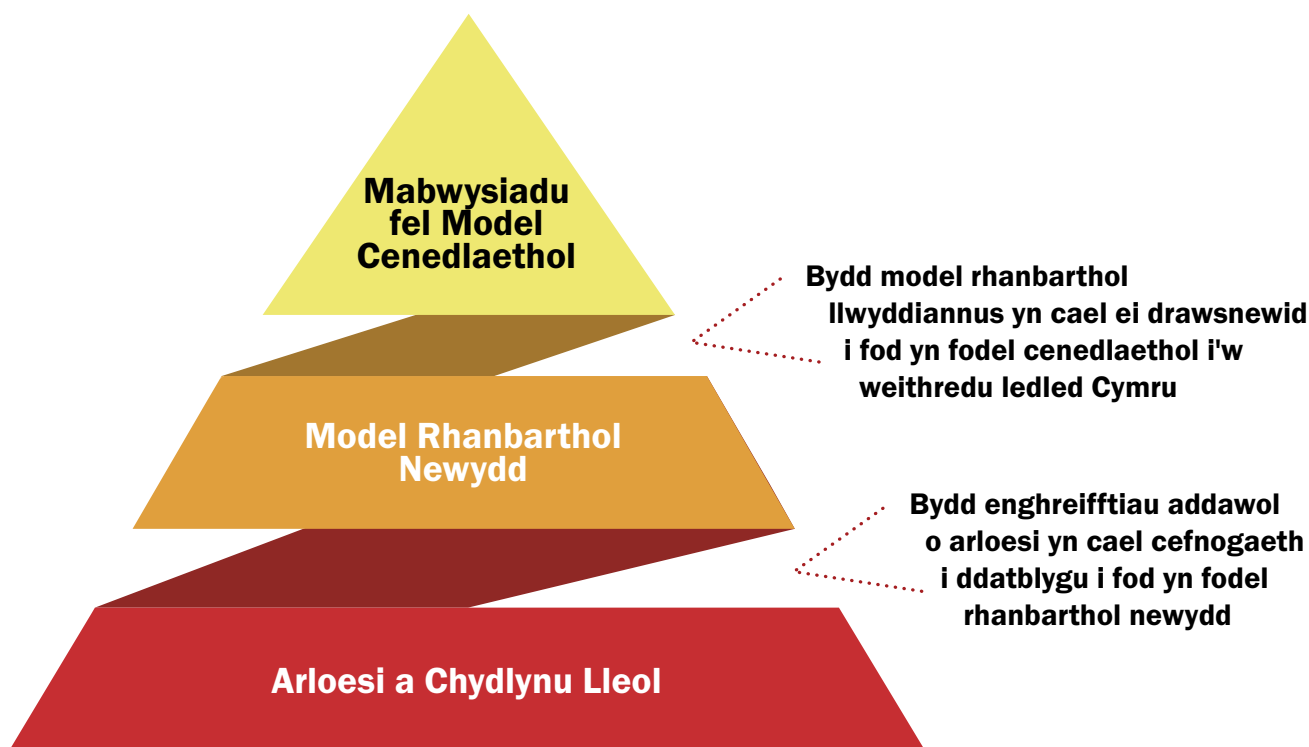 Mabwysiadu
fel Model
Cenedlaethol
Bydd model rhanbarthol
llwyddiannus yn cael ei drawsnewid
i fod yn fodel cenedlaethol i'w
weithredu ledled Cymru
Model Rhanbarthol
Newydd
Bydd enghreifftiau addawol
o arloesi yn cael cefnogaeth
i ddatblygu i fod yn fodel
rhanbarthol newydd
Arloesi a Chydlynu Lleol